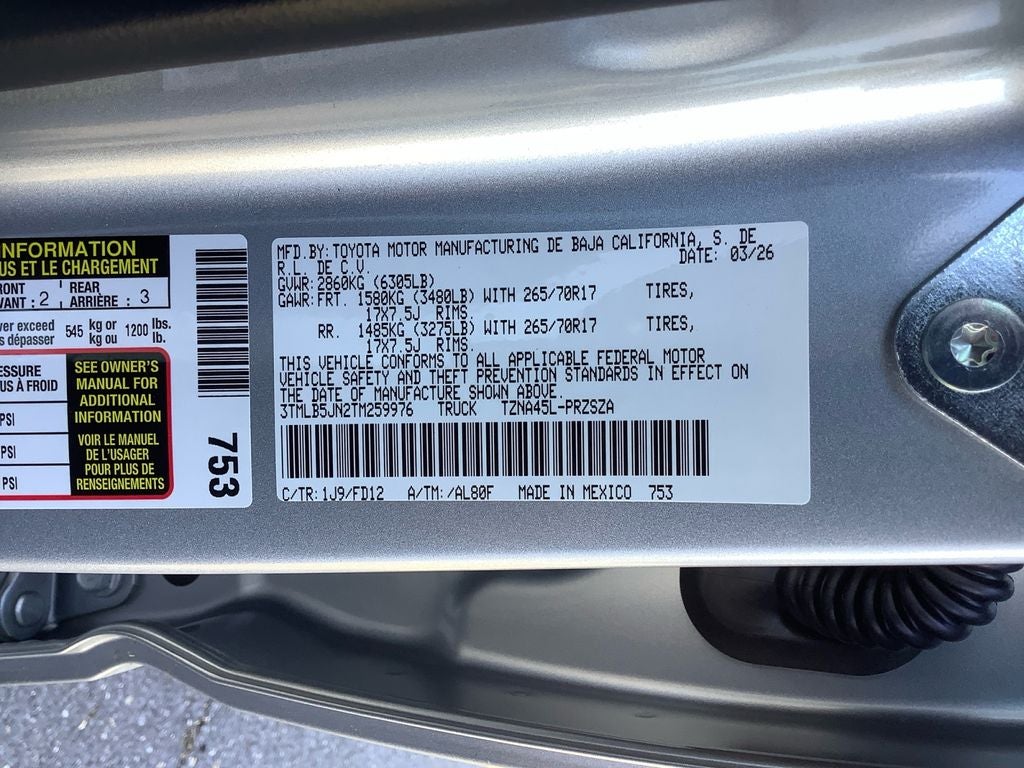 INFORMATION
US ET LE CHARGEMENT
RONT
VANT : 2
REAR
ARRIÈRE : 3
ver exceed
s dépasser
545 kg or
kg ou
1200 lbs.
lb.
RESSURE
US À FROID
PSI
PSI
PSI
SEE OWNER'S
MANUAL FOR
ADDITIONAL
INFORMATION
VOIR LE MANUEL
DE L'USAGER
POUR PLUS DE
RENSEIGNEMENTS
753
MFD.BY:TOYOTA MOTOR MANUFACTURING DE BAJA CALIFORNIA, S. DE
R.L. DE C.V. DATE: 03/26
GVWR:2860KG (6305LB)
GAWR:FRT. 1580KG (3480LB) WITH 265/70R17 TIRES,
17X7.5J RIMS.
RR. 1485KG (3275LB) WITH 265/70R17 TIRES,
17X7.5J RIMS.
THIS VEHICLE CONFORMS TO ALL APPLICABLE FEDERAL MOTOR
VEHICLE SAFETY AND THEFT PREVENTION STANDARDS IN EFFECT ON
THE DATE OF MANUFACTURE SHOWN ABOVE.
3TMLB5JN2TM259976 TRUCK TZNA45L-PRZSZA
C/TR:1J9/FD12 A/TM:/AL80F MADE IN MEXICO 753